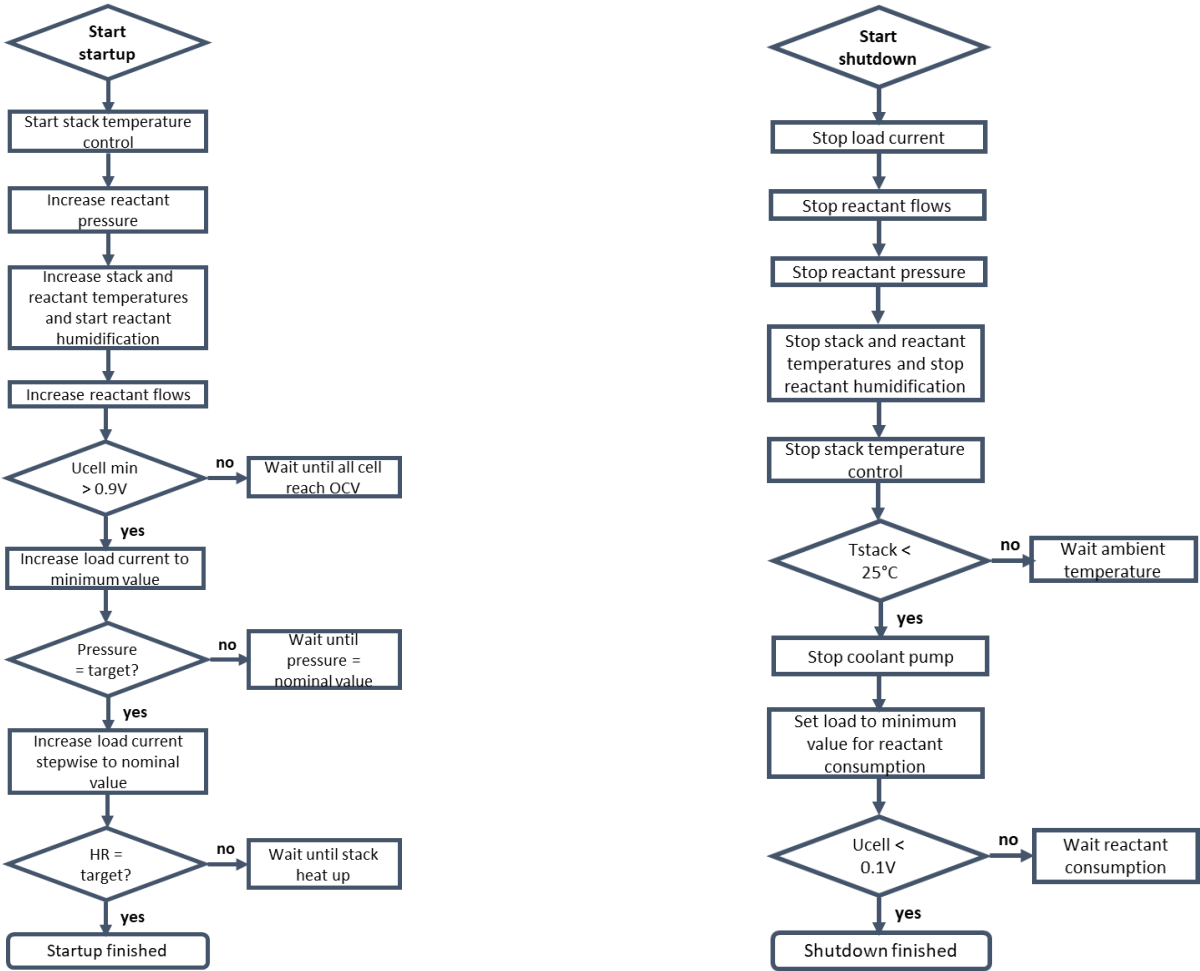 Start
startup
Start stack temperature
control
Increase reactant
pressure
Increase stack and
reactant temperatures
and start reactant
humidification
Increase reactant flows
Ucell min
> 0.9V
no
Wait until all cell
reach OCV
yes
Increase load current to
minimum value
Pressure
= target?
no
Wait until
pressure =
nominal value
yes
Increase load current
stepwise to nominal
value
HR =
target?
no
Wait until stack
heat up
yes
Startup finished
Start
shutdown
Stop load current
Stop reactant flows
Stop reactant pressure
Stop stack and reactant
temperatures and stop
reactant humidification
Stop stack temperature
control
Tstack <
25°C
no
Wait ambient
temperature
yes
Stop coolant pump
Set load to minimum
value for reactant
consumption
Ucell <
0.1V
no
Wait reactant
consumption
yes
Shutdown finished